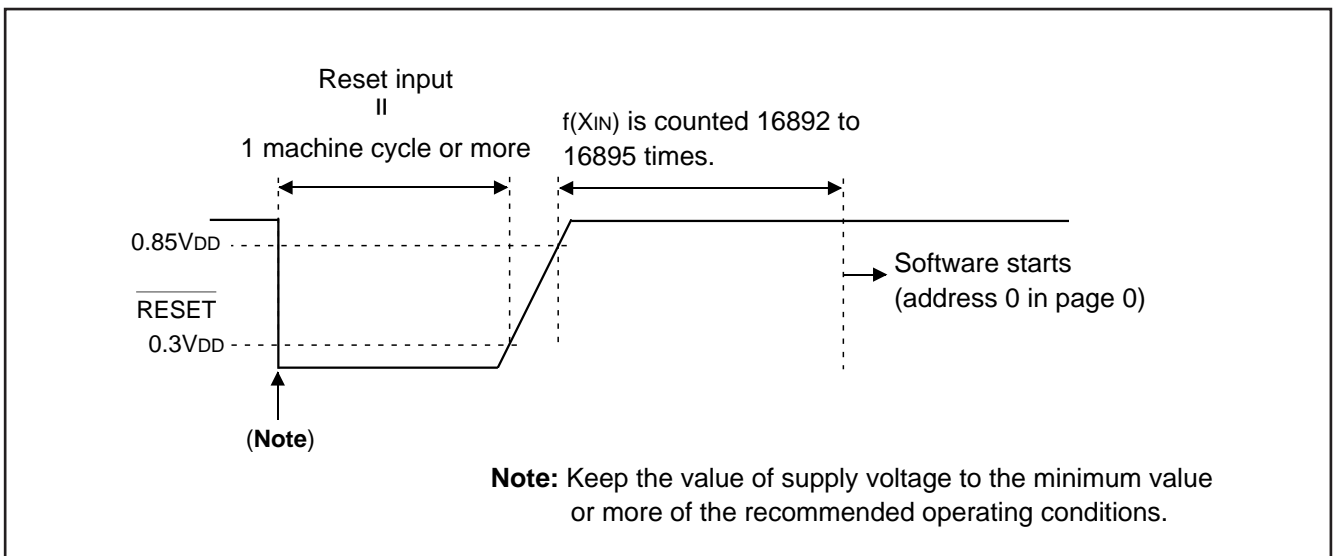 Reset input
=
1 machine cycle or more
f(XIN) is counted 16892 to
16895 times.
0.85VDD
RESET
0.3VDD
Software starts
(address 0 in page 0)
(Note)
Note: Keep the value of supply voltage to the minimum value
or more of the recommended operating conditions.